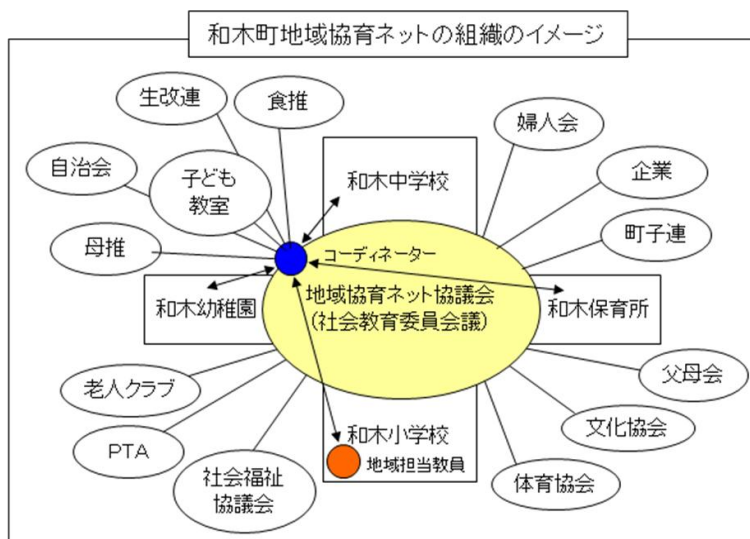 和木町地域協育ネットの組織のイメージ
生改連
食推
婦人会
自治会
子ども
教室
和木中学校
企業
母推
コーディネーター
町子連
和木幼稚園
地域協育ネット協議会
(社会教育委員会議)
和木保育所
老人クラブ
父母会
PTA
和木小学校
文化協会
社会福祉
協議会
地域担当教員
体育協会